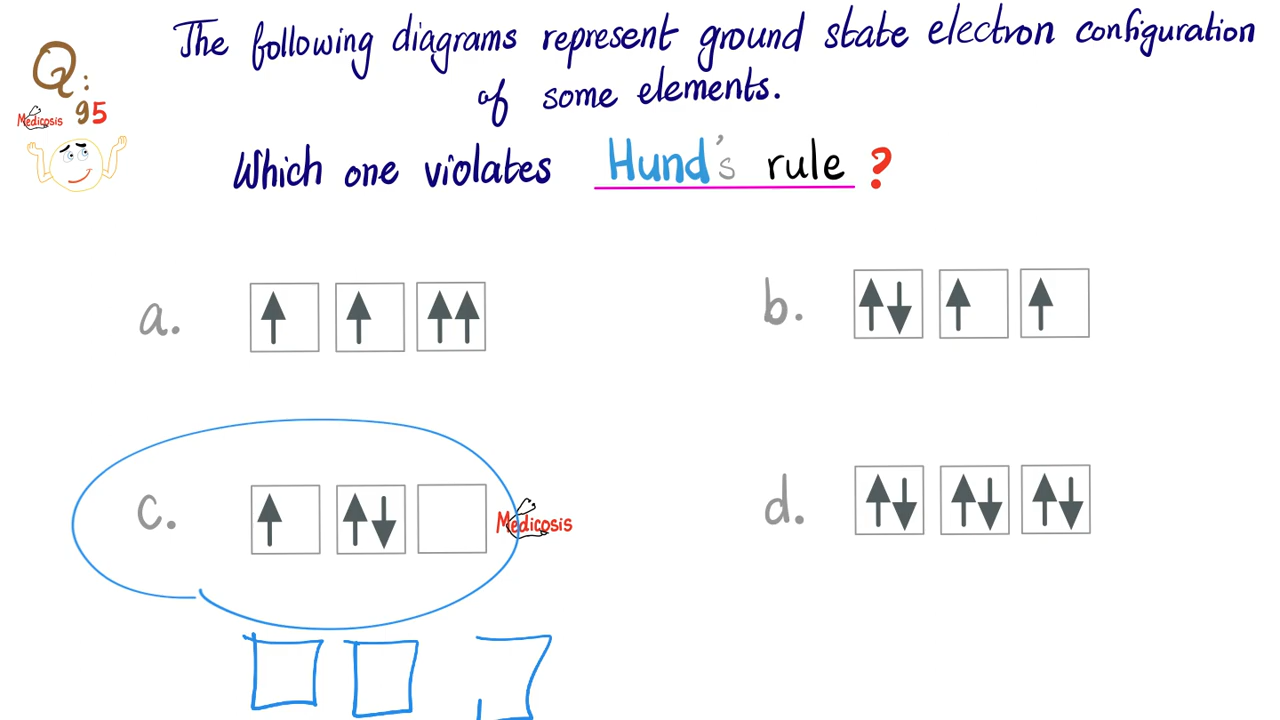 The following diagrams represent ground state electron configuration
Q:
of some elements.
Medicosis 95
Which one violates Hund's rule ?
a.
b.
c.
Medicosis
d.